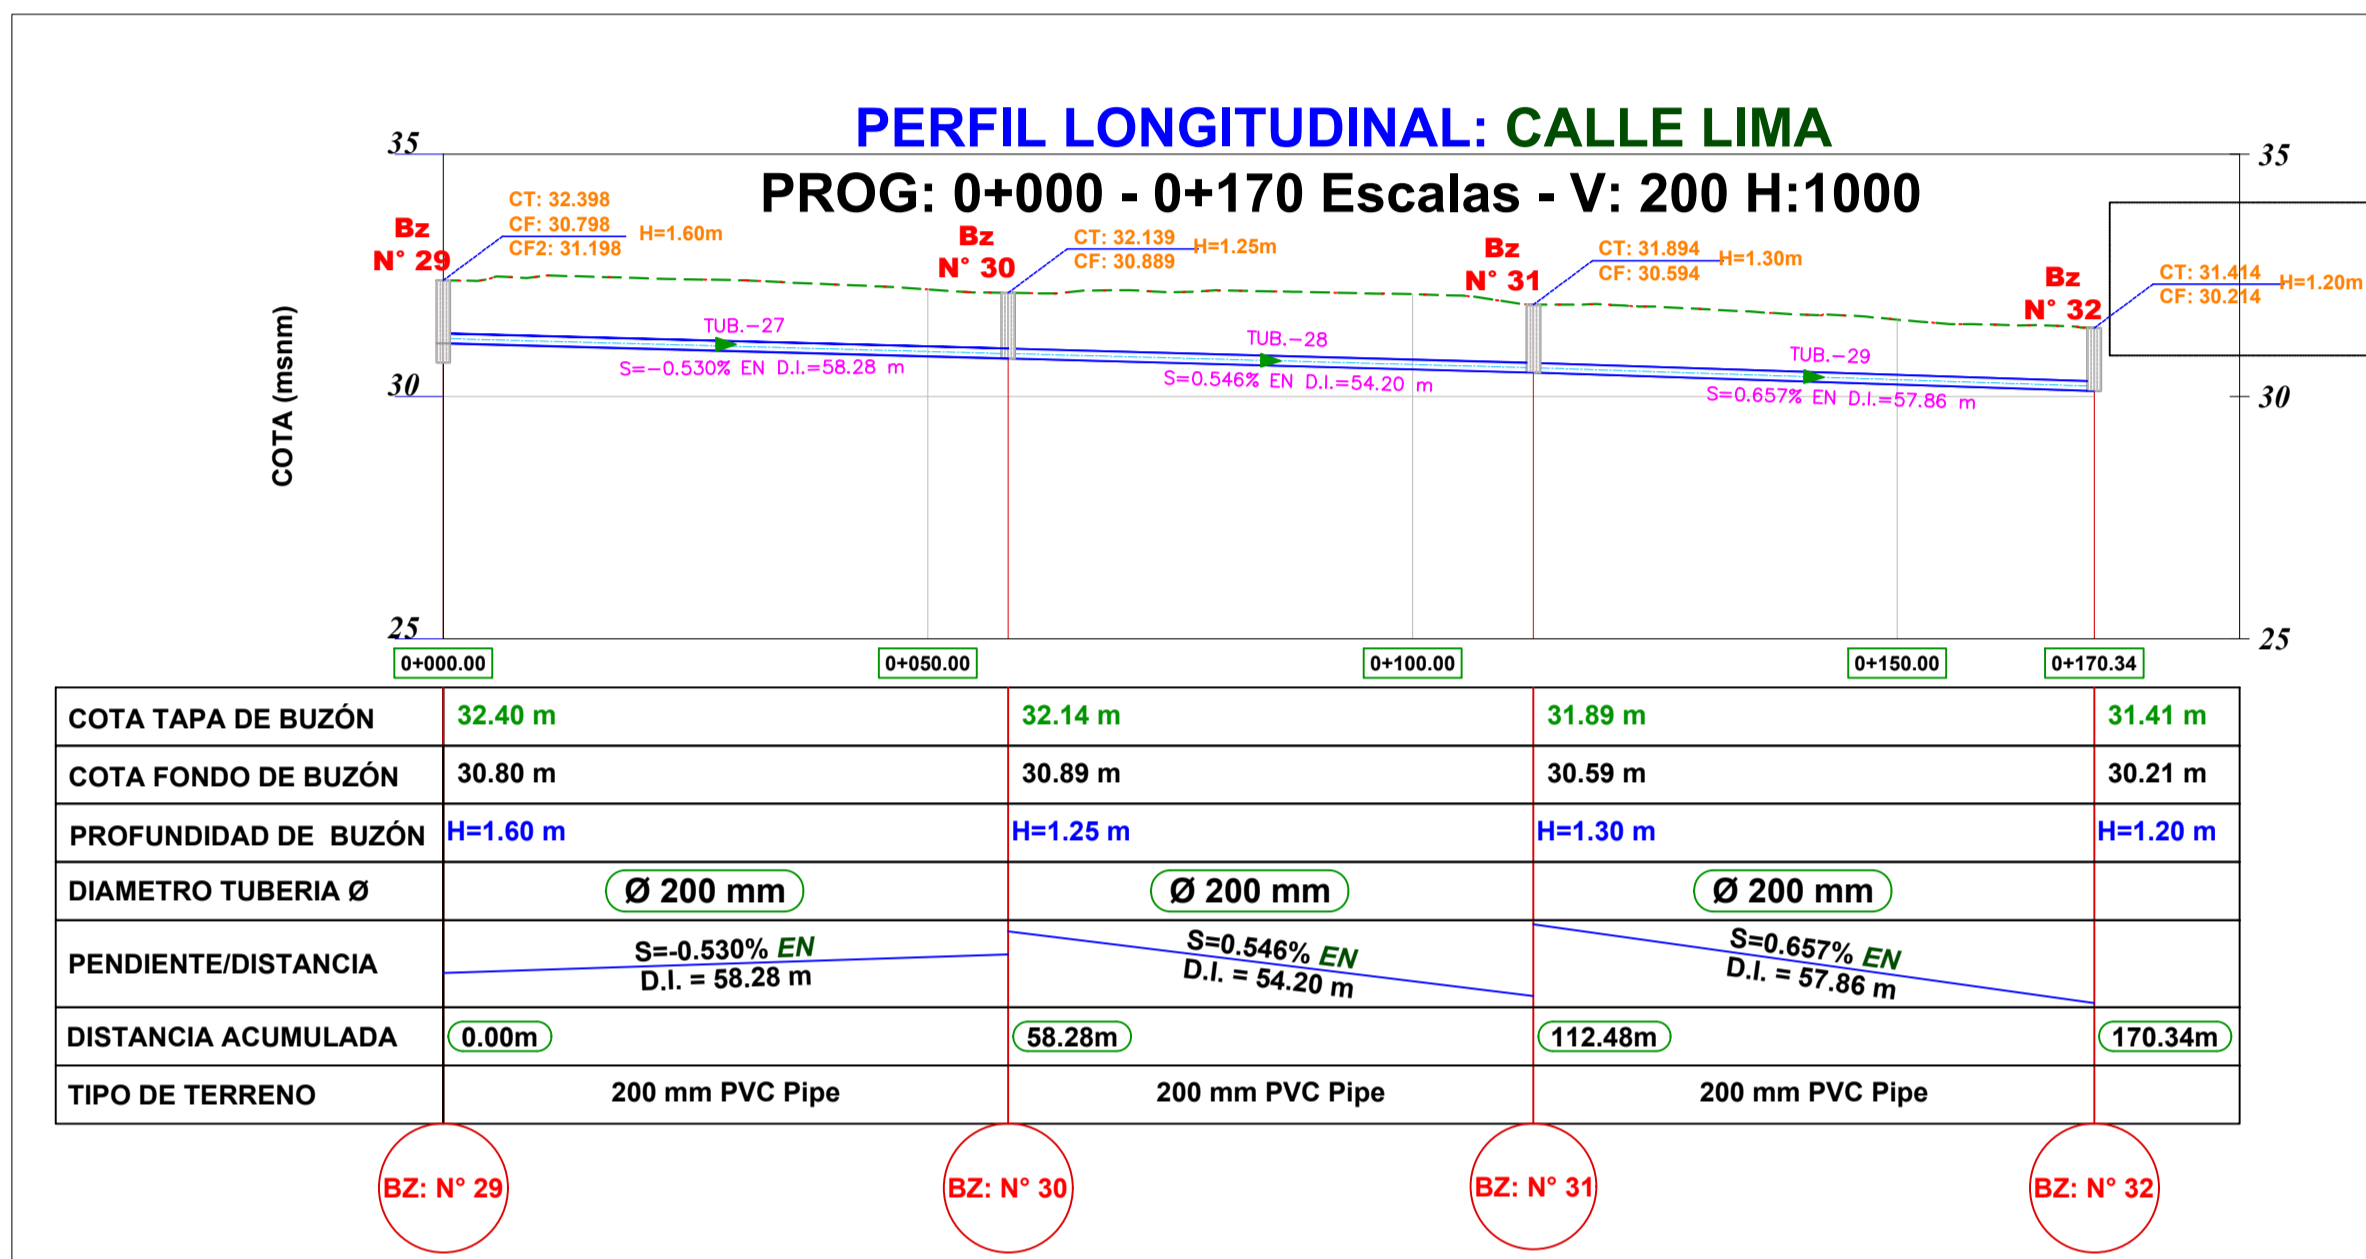 PERFIL LONGITUDINAL: CALLE LIMA
PROG: 0+000 - 0+170 Escalas - V: 200 H:1000
35
35
30
30
25
25
COTA (msnm)
Bz
N° 29
CT: 32.398
CF: 30.798
CF2: 31.198
H=1.60m
Bz
N° 30
CT: 32.139
CF: 30.889
H=1.25m
Bz
N° 31
CT: 31.894
CF: 30.594
H=1.30m
Bz
N° 32
CT: 31.414
CF: 30.214
H=1.20m
TUB.-27
S=-0.530% EN D.I.=58.28 m
TUB.-28
S=0.546% EN D.I.=54.20 m
TUB.-29
S=0.657% EN D.I.=57.86 m
0+000.00 0+050.00 0+100.00 0+150.00 0+170.34
COTA TAPA DE BUZÓN 32.40 m 32.14 m 31.89 m 31.41 m
COTA FONDO DE BUZÓN 30.80 m 30.89 m 30.59 m 30.21 m
PROFUNDIDAD DE BUZÓN H=1.60 m H=1.25 m H=1.30 m H=1.20 m
DIAMETRO TUBERIA Ø Ø 200 mm Ø 200 mm Ø 200 mm
PENDIENTE/DISTANCIA
S=-0.530% EN
D.I. = 58.28 m
S=0.546% EN
D.I. = 54.20 m
S=0.657% EN
D.I. = 57.86 m
DISTANCIA ACUMULADA 0.00m 58.28m 112.48m 170.34m
TIPO DE TERRENO 200 mm PVC Pipe 200 mm PVC Pipe 200 mm PVC Pipe
BZ: N° 29 BZ: N° 30 BZ: N° 31 BZ: N° 32